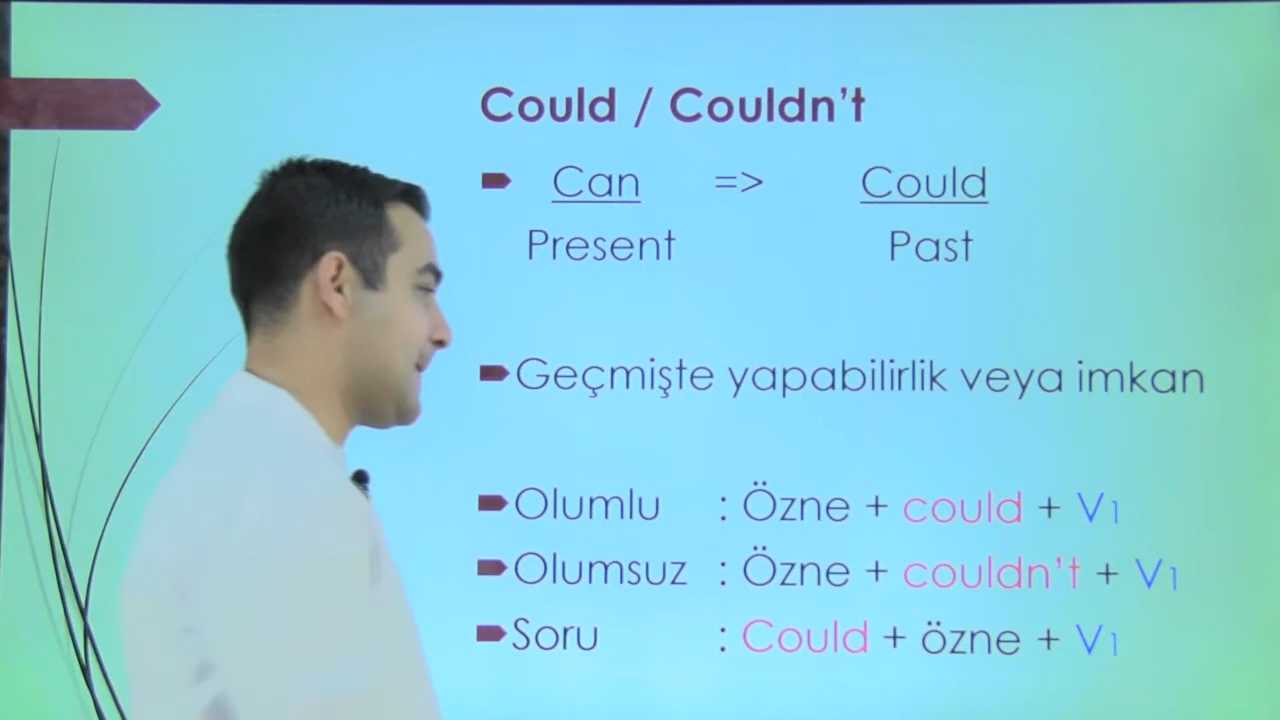 Could / Couldn't
Can => Could
Present Past
Geçmişte yapabilirlik veya imkan
Olumlu : Özne + could + V1
Olumsuz : Özne + couldn't + V1
Soru : Could + özne + V1